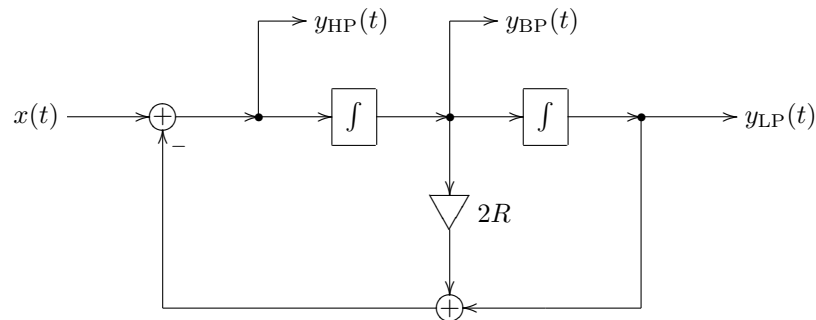 y_HP(t)
y_BP(t)
x(t)
+
∫
∫
y_LP(t)
−
2R
+